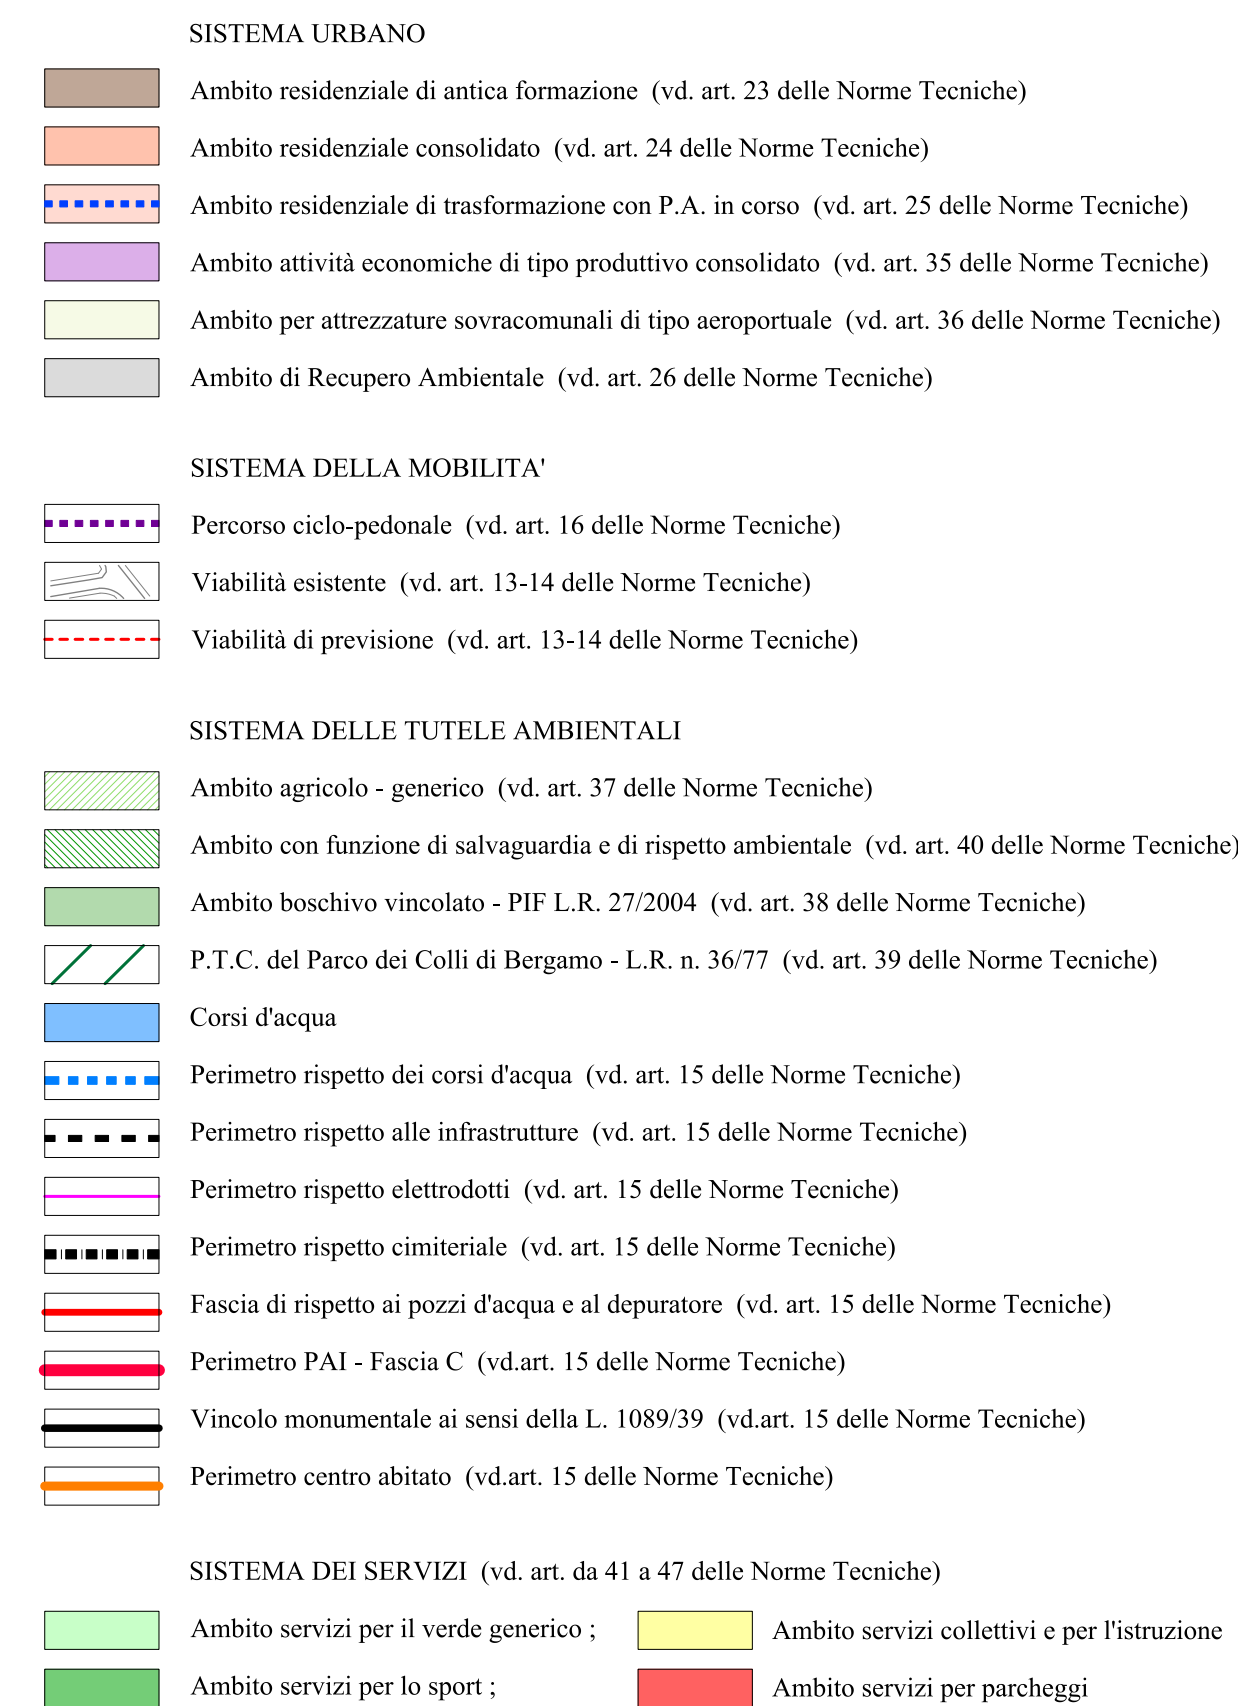 SISTEMA URBANO
Ambito residenziale di antica formazione (vd. art. 23 delle Norme Tecniche)
Ambito residenziale consolidato (vd. art. 24 delle Norme Tecniche)
Ambito residenziale di trasformazione con P.A. in corso (vd. art. 25 delle Norme Tecniche)
Ambito attività economiche di tipo produttivo consolidato (vd. art. 35 delle Norme Tecniche)
Ambito per attrezzature sovracomunali di tipo aeroportuale (vd. art. 36 delle Norme Tecniche)
Ambito di Recupero Ambientale (vd. art. 26 delle Norme Tecniche)
SISTEMA DELLA MOBILITA'
Percorso ciclo-pedonale (vd. art. 16 delle Norme Tecniche)
Viabilità esistente (vd. art. 13-14 delle Norme Tecniche)
Viabilità di previsione (vd. art. 13-14 delle Norme Tecniche)
SISTEMA DELLE TUTELE AMBIENTALI
Ambito agricolo - generico (vd. art. 37 delle Norme Tecniche)
Ambito con funzione di salvaguardia e di rispetto ambientale (vd. art. 40 delle Norme Tecniche)
Ambito boschivo vincolato - PIF L.R. 27/2004 (vd. art. 38 delle Norme Tecniche)
P.T.C. del Parco dei Colli di Bergamo - L.R. n. 36/77 (vd. art. 39 delle Norme Tecniche)
Corsi d'acqua
Perimetro rispetto dei corsi d'acqua (vd. art. 15 delle Norme Tecniche)
Perimetro rispetto alle infrastrutture (vd. art. 15 delle Norme Tecniche)
Perimetro rispetto elettrodotti (vd. art. 15 delle Norme Tecniche)
Perimetro rispetto cimiteriale (vd. art. 15 delle Norme Tecniche)
Fascia di rispetto ai pozzi d'acqua e al depuratore (vd. art. 15 delle Norme Tecniche)
Perimetro PAI - Fascia C (vd.art. 15 delle Norme Tecniche)
Vincolo monumentale ai sensi della L. 1089/39 (vd.art. 15 delle Norme Tecniche)
Perimetro centro abitato (vd.art. 15 delle Norme Tecniche)
SISTEMA DEI SERVIZI (vd. art. da 41 a 47 delle Norme Tecniche)
Ambito servizi per il verde generico ; Ambito servizi collettivi e per l'istruzione
Ambito servizi per lo sport ; Ambito servizi per parcheggi